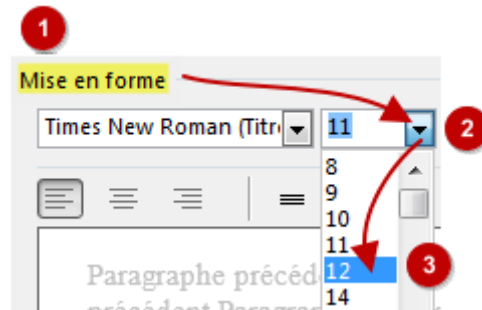 1
Mise en forme
Times New Roman (Titr
11
2
8
9
10
11
12
3
14
Paragraphe précéd
précédent Paragra